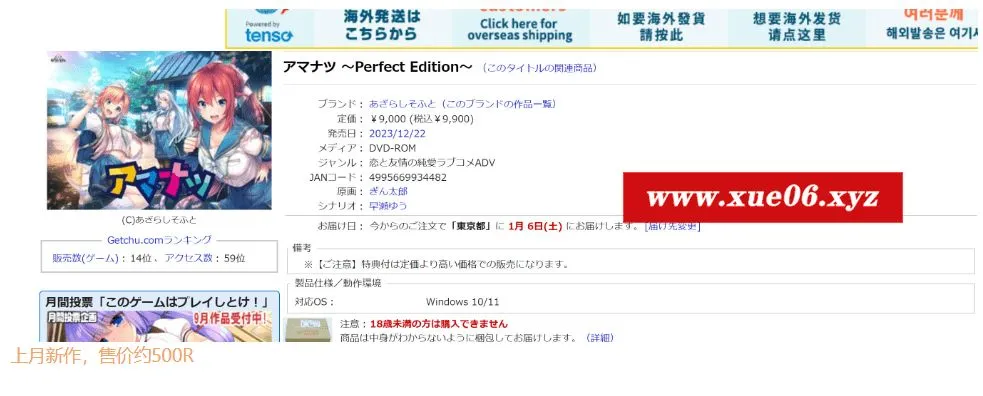 Powered by
tenso
海外発送は
こちらから
customers
Click here for
overseas shipping
如要海外發貨
請按此
想要海外发货
请点这里
여러분께
해외발송은 여기
アマナツ ～Perfect Edition～ （このタイトルの関連商品）
ブランド： あざらしそふと（このブランドの作品一覧）
定価： ￥9,000 (税込￥9,900)
発売日： 2023/12/22
メディア： DVD-ROM
ジャンル： 恋と友情の純愛ラブコメADV
JANコード： 4995669934482
原画： ぎん太郎
シナリオ： 早瀬ゆう
www.xue06.xyz
お届け日： 今からのご注文で「東京都」に 1月 6日(土) にお届けします。 [届け先変更]
備考
※【ご注意】特典付は定価より高い価格での販売になります。
製品仕様／動作環境
対応OS： Windows 10/11
注意：18歳未満の方は購入できません
商品は中身がわからないように梱包してお届けします。（詳細）
アマナツ
(C)あざらしそふと
Getchu.comランキング
販売数(ゲーム)：14位 、アクセス数：59位
月間投票「このゲームはプレイしとけ！」
月間投票企画
9月作品受付中!
上月新作，售价约500R